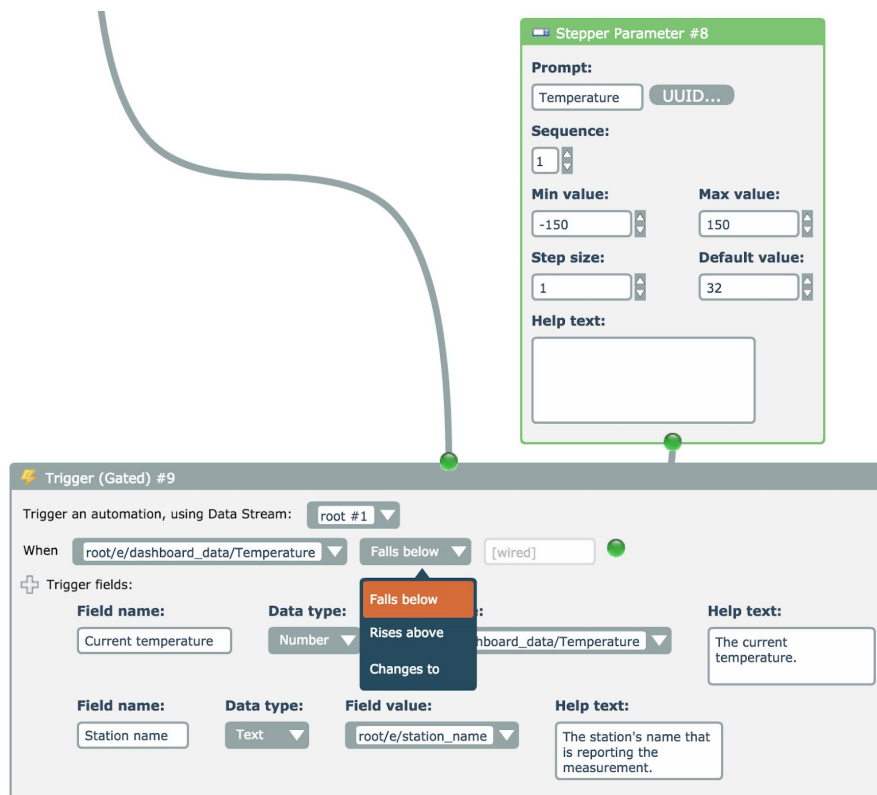 Stepper Parameter #8
Prompt:
Temperature
UUID...
Sequence:
1
Min value:
Max value:
-150
150
Step size:
Default value:
1
32
Help text:
Trigger (Gated) #9
Trigger an automation, using Data Stream:
root #1
When
root/e/dashboard_data/Temperature
Falls below
[wired]
Falls below
Rises above
Changes to
Trigger fields:
Field name:
Data type:
Help text:
Current temperature
Number
hboard_data/Temperature
The current
temperature.
Field name:
Data type:
Field value:
Help text:
Station name
Text
root/e/station_name
The station's name that
is reporting the
measurement.